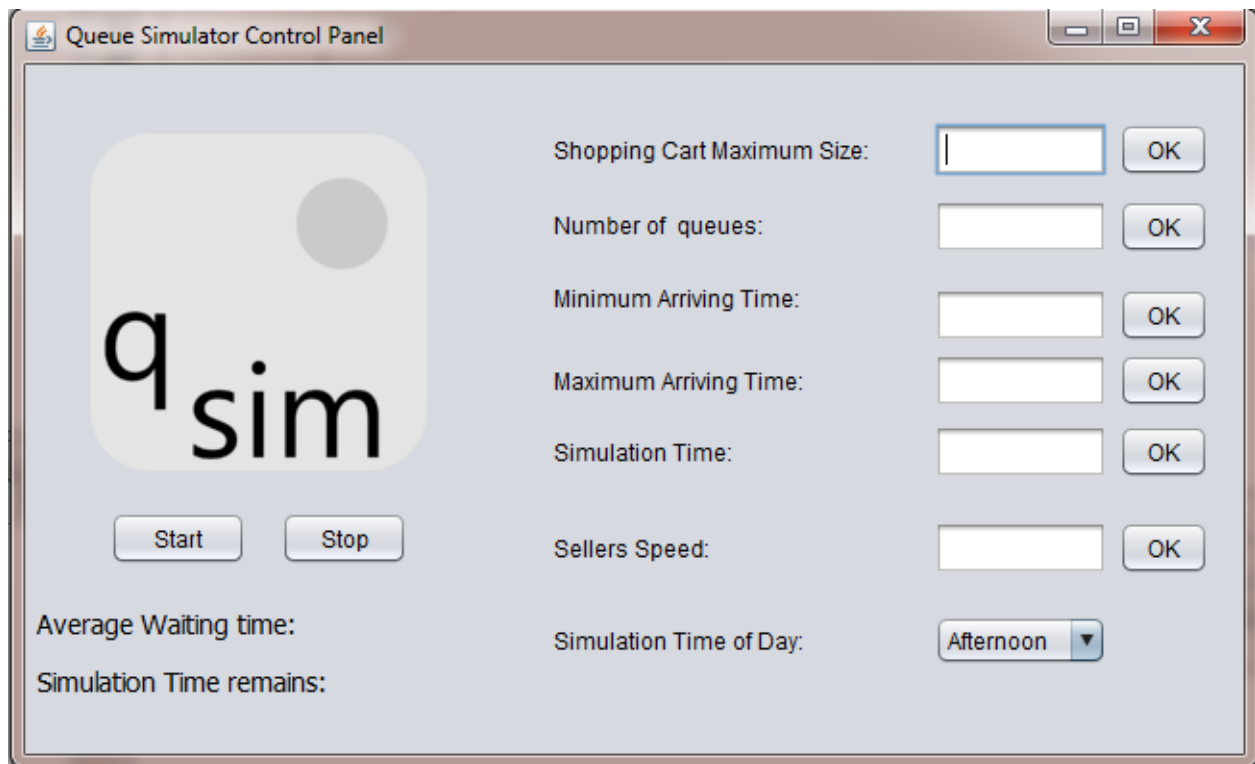 Queue Simulator Control Panel
q
sim
Start Stop
Average Waiting time:
Simulation Time remains:
Shopping Cart Maximum Size: OK
Number of queues: OK
Minimum Arriving Time: OK
Maximum Arriving Time: OK
Simulation Time: OK
Sellers Speed: OK
Simulation Time of Day: Afternoon